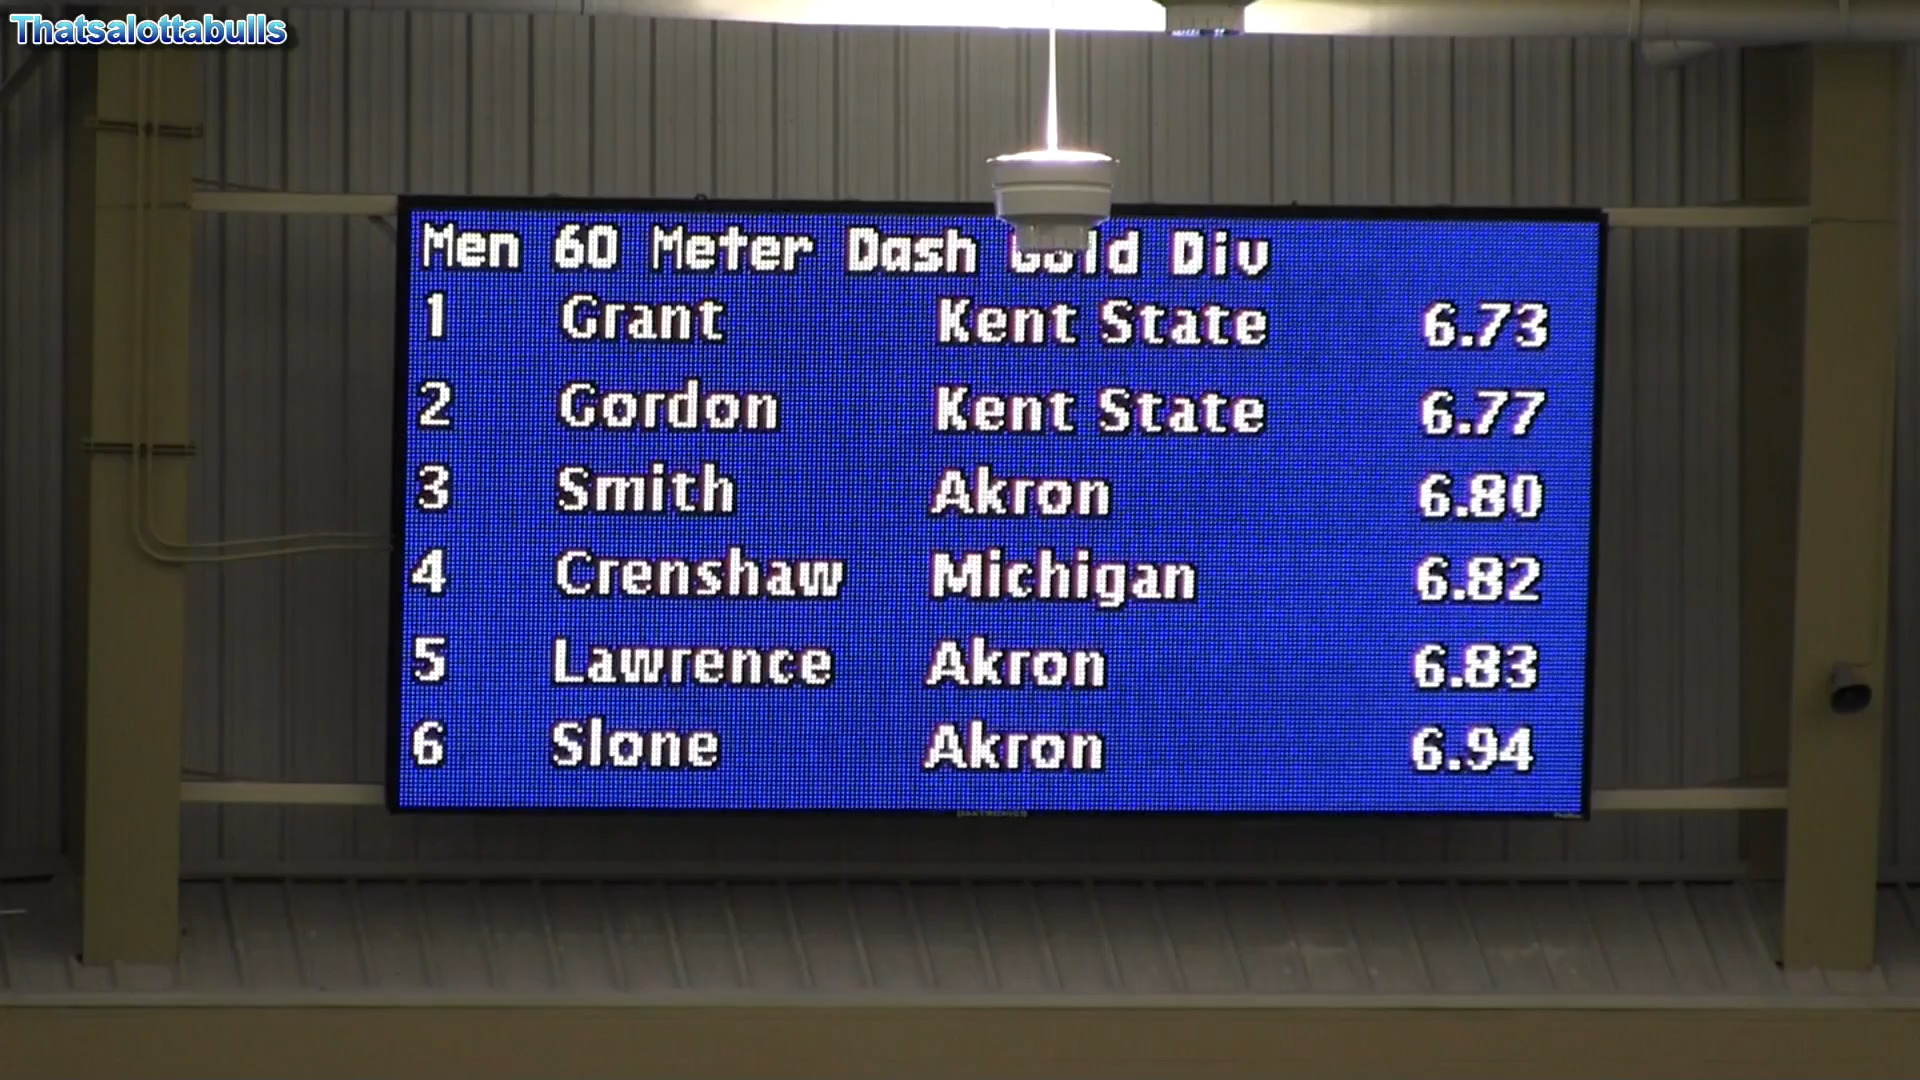 Thatsalottabulls
Men 60 Meter Dash Gold Div
1 Grant Kent State 6.73
2 Gordon Kent State 6.77
3 Smith Akron 6.80
4 Crenshaw Michigan 6.82
5 Lawrence Akron 6.83
6 Slone Akron 6.94